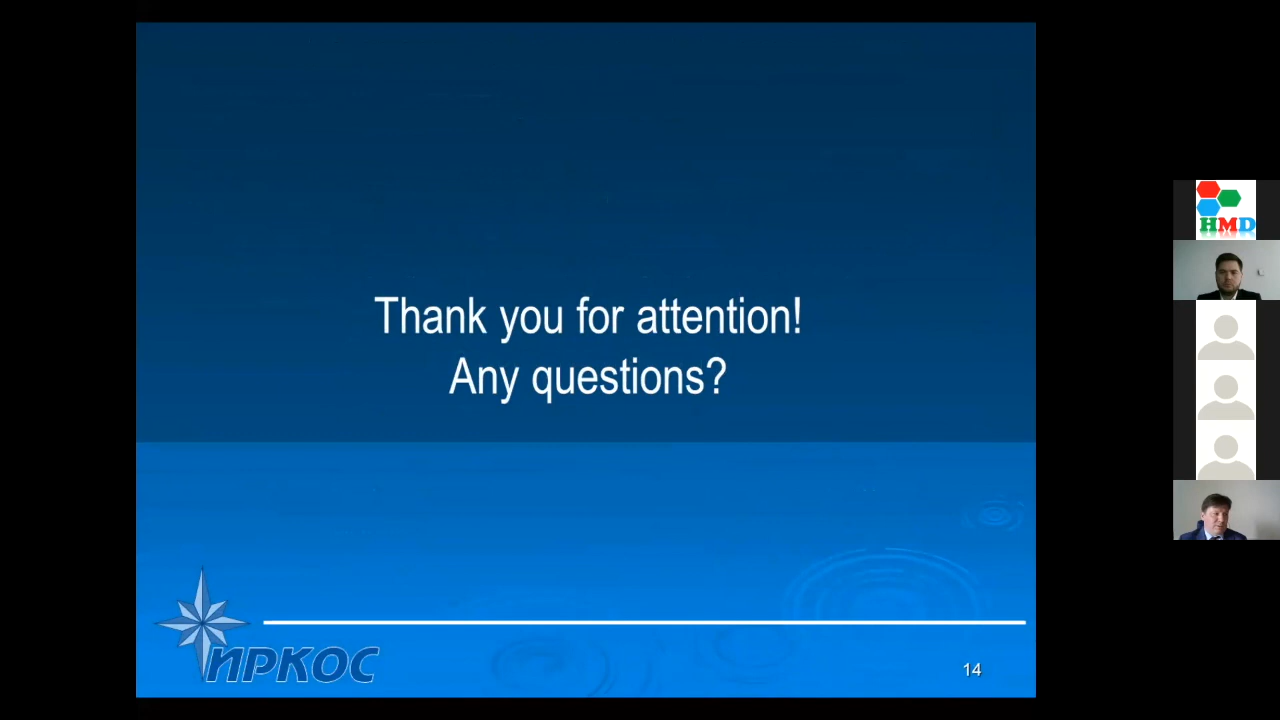 Thank you for attention!
Any questions?
ИРКОС
14
HMD